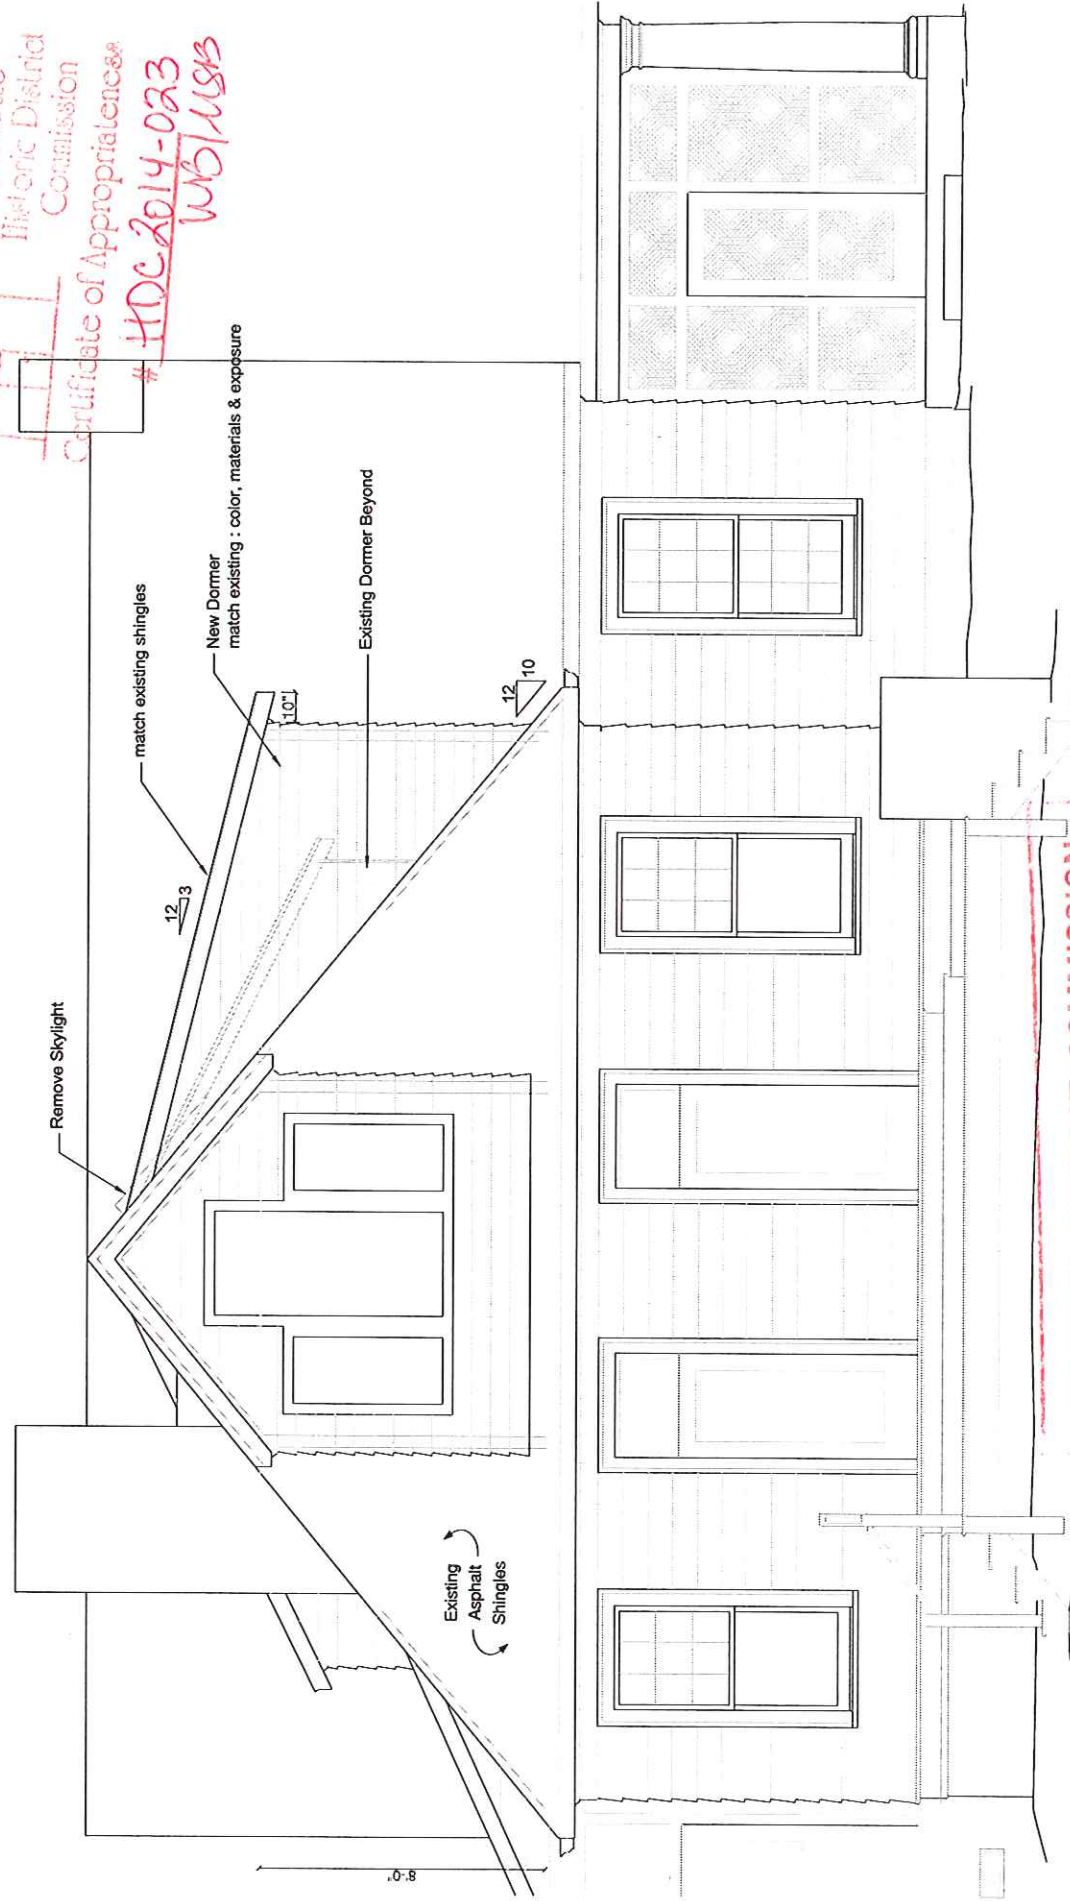 Historic District
Commission
Certificate of Appropriateness
# HDC 2014-023
WB/MSB
Remove Skylight
match existing shingles
New Dormer
match existing : color, materials & exposure
Existing Dormer Beyond
12
3
10"
12
10
Existing
Asphalt
Shingles
8'-0"
COMMISSION